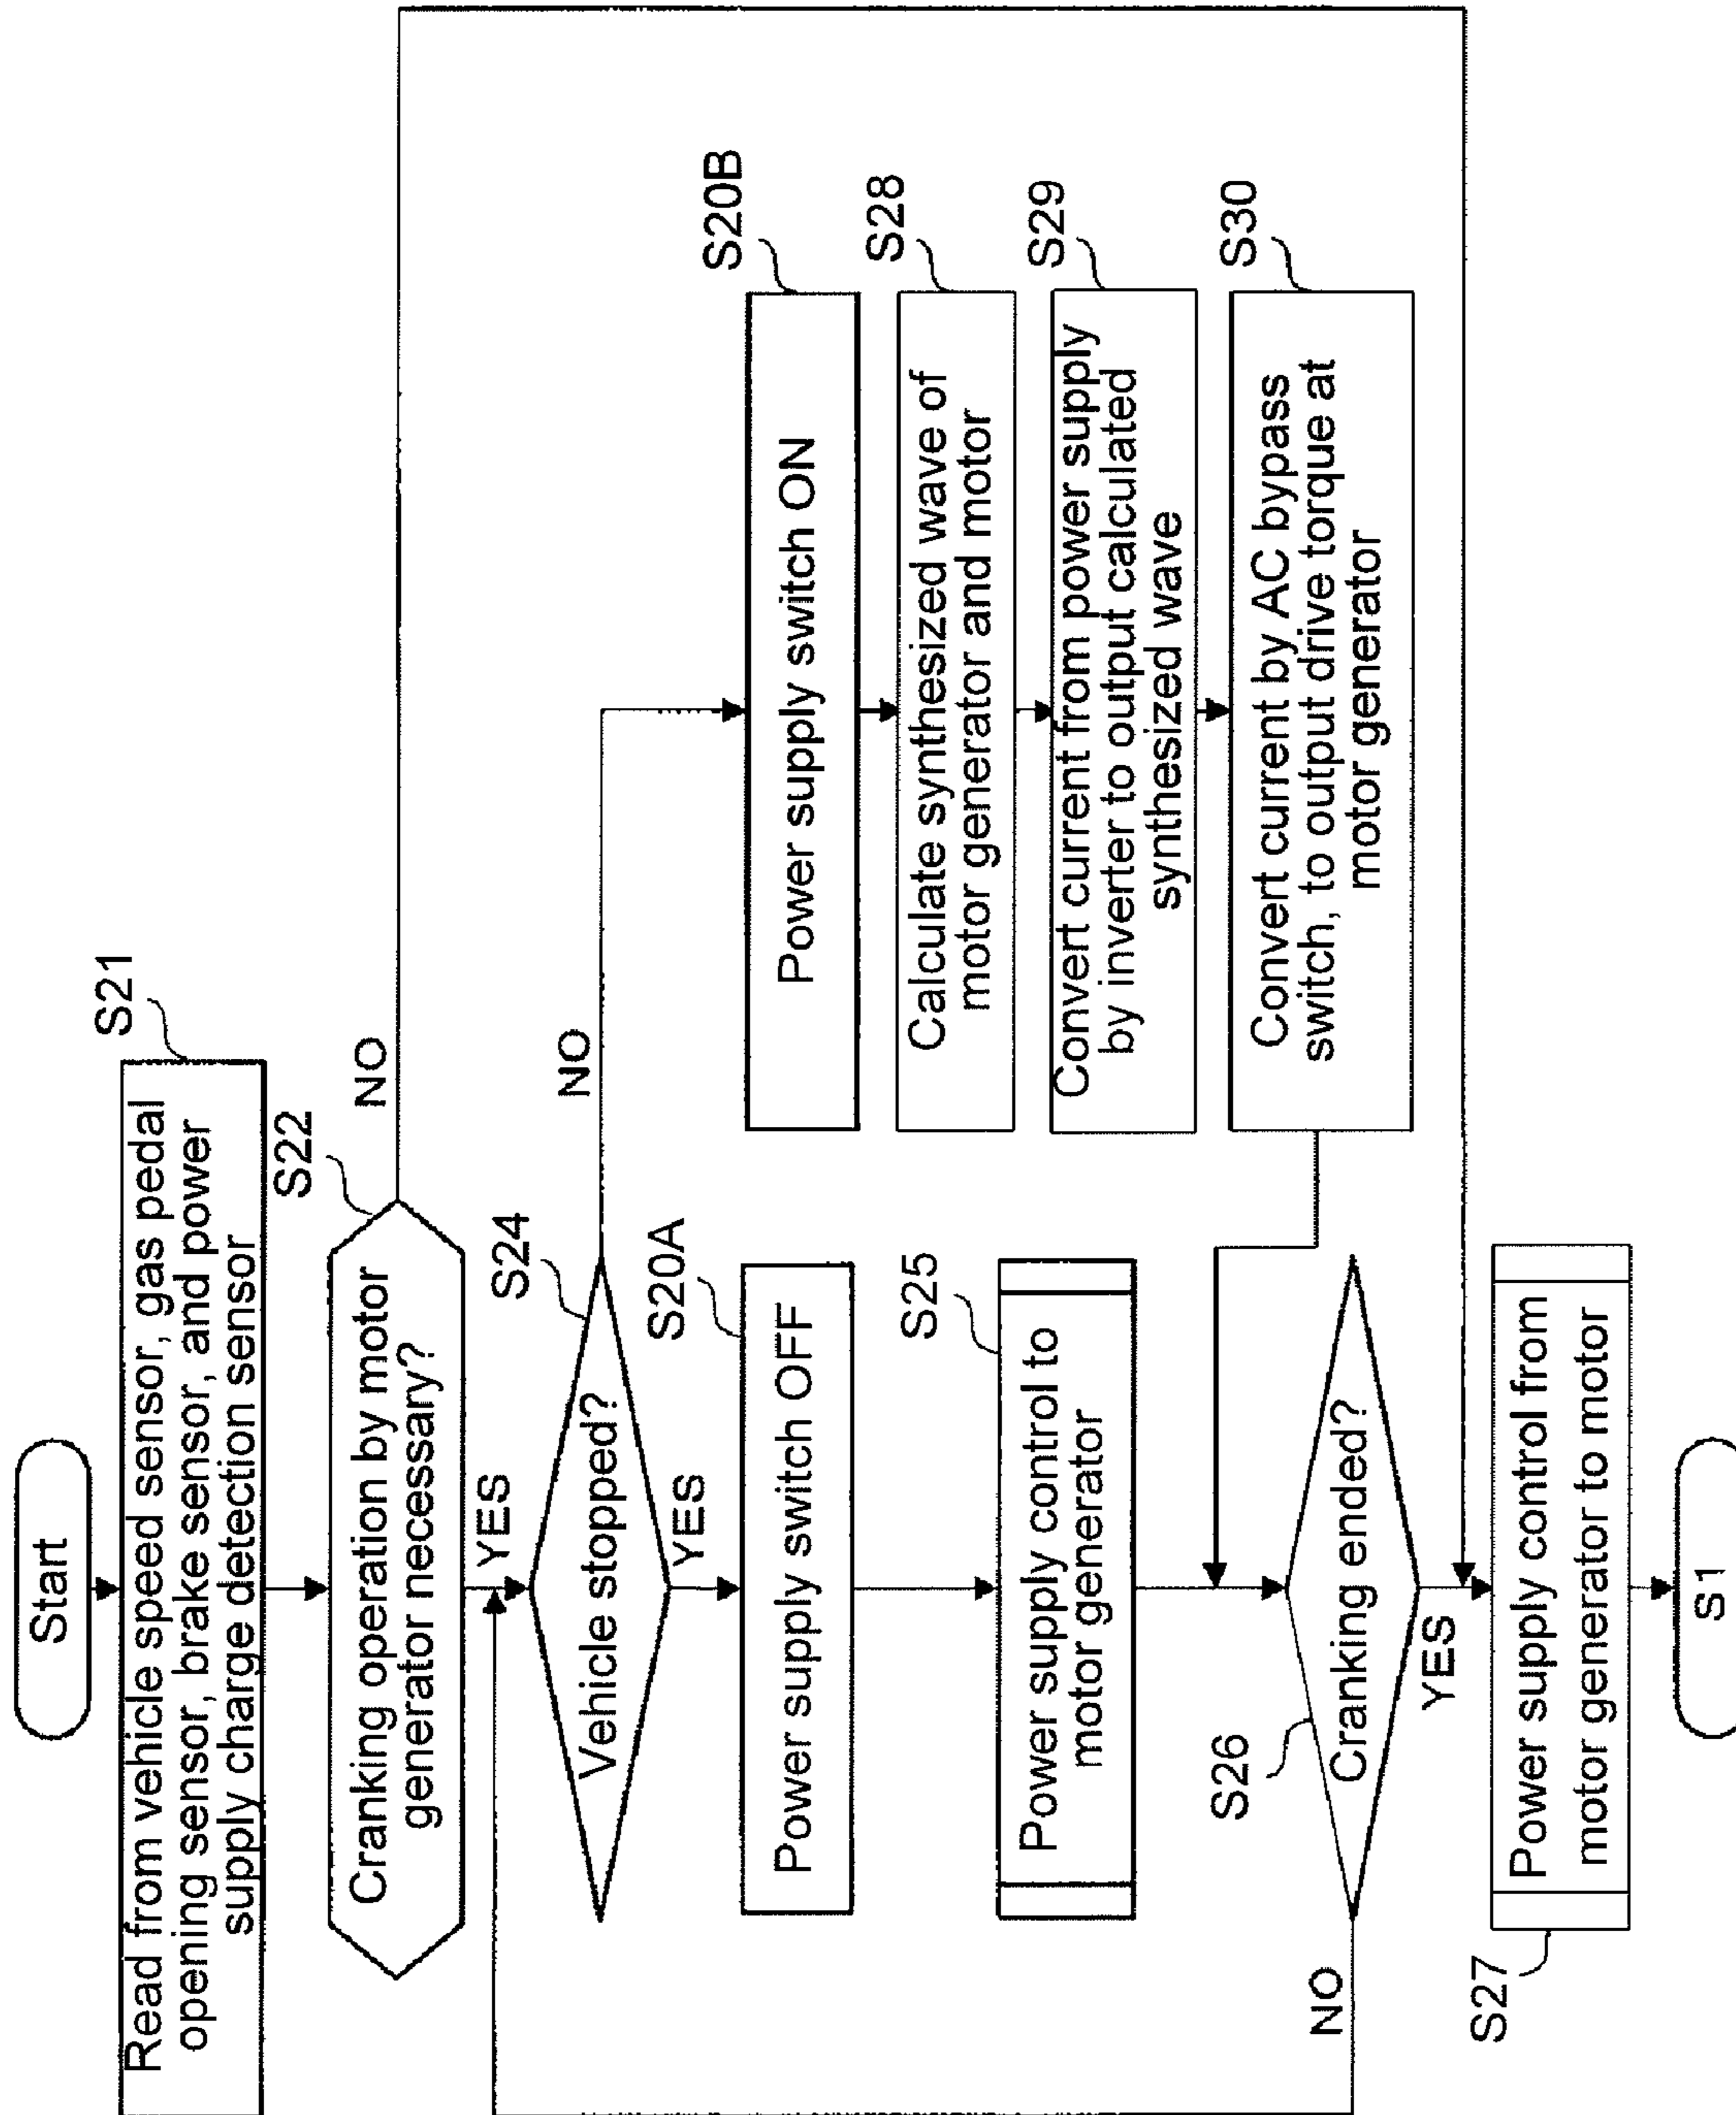 Start
S21
Read from vehicle speed sensor, gas pedal
opening sensor, brake sensor, and power
supply charge detection sensor
S22
Cranking operation by motor
generator necessary?
NO
YES
S24
Vehicle stopped?
NO
YES
S20A
Power supply switch OFF
S20B
Power supply switch ON
S28
Calculate synthesized wave of
motor generator and motor
S25
Power supply control to
motor generator
S29
Convert current from power supply
by inverter to output calculated
synthesized wave
S30
Convert current by AC bypass
switch, to output drive torque at
motor generator
S26
Cranking ended?
NO
YES
S27
Power supply control from
motor generator to motor
S1